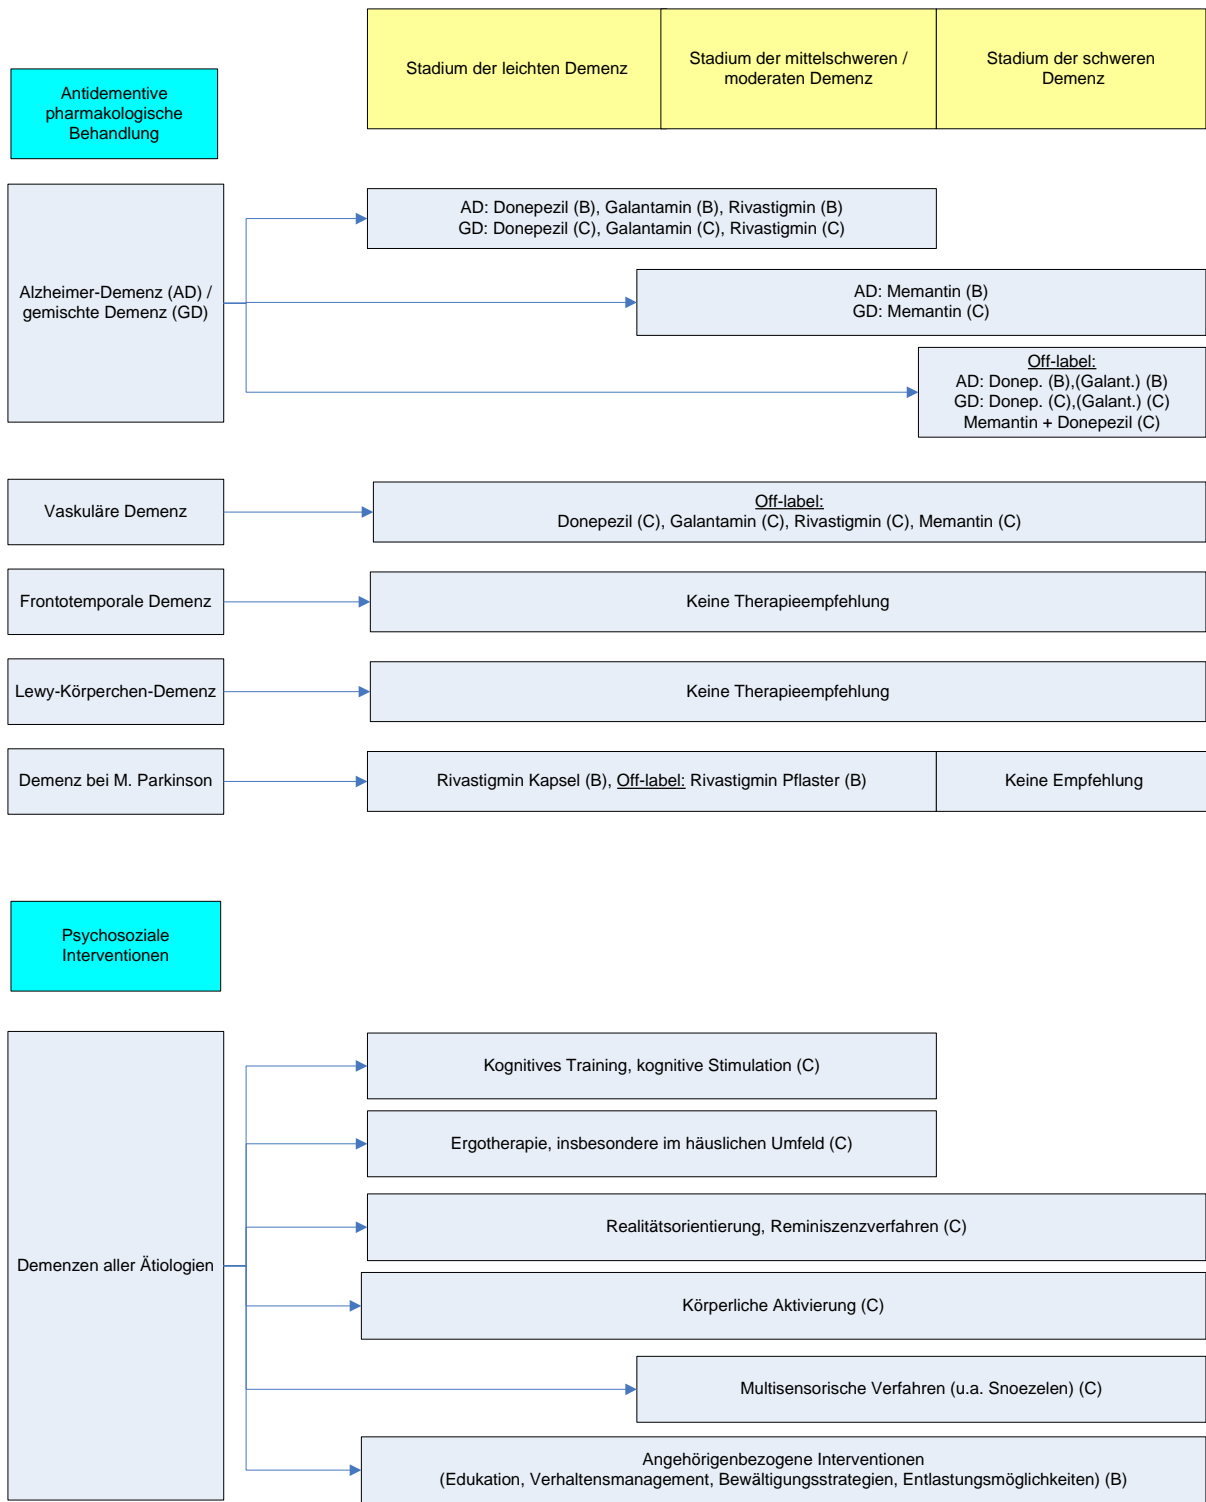 Stadium der leichten Demenz
Stadium der mittelschweren /
moderaten Demenz
Stadium der schweren
Demenz
Antidementive
pharmakologische
Behandlung
Alzheimer-Demenz (AD) /
gemischte Demenz (GD)
AD: Donepezil (B), Galantamin (B), Rivastigmin (B)
GD: Donepezil (C), Galantamin (C), Rivastigmin (C)
AD: Memantin (B)
GD: Memantin (C)
Off-label:
AD: Donep. (B),(Galant.) (B)
GD: Donep. (C),(Galant.) (C)
Memantin + Donepezil (C)
Vaskuläre Demenz
Off-label:
Donepezil (C), Galantamin (C), Rivastigmin (C), Memantin (C)
Frontotemporale Demenz
Keine Therapieempfehlung
Lewy-Körperchen-Demenz
Keine Therapieempfehlung
Demenz bei M. Parkinson
Rivastigmin Kapsel (B), Off-label: Rivastigmin Pflaster (B)
Keine Empfehlung
Psychosoziale
Interventionen
Demenzen aller Ätiologien
Kognitives Training, kognitive Stimulation (C)
Ergotherapie, insbesondere im häuslichen Umfeld (C)
Realitätsorientierung, Reminiszenzverfahren (C)
Körperliche Aktivierung (C)
Multisensorische Verfahren (u.a. Snoezelen) (C)
Angehörigenbezogene Interventionen
(Edukation, Verhaltensmanagement, Bewältigungsstrategien, Entlastungsmöglichkeiten) (B)